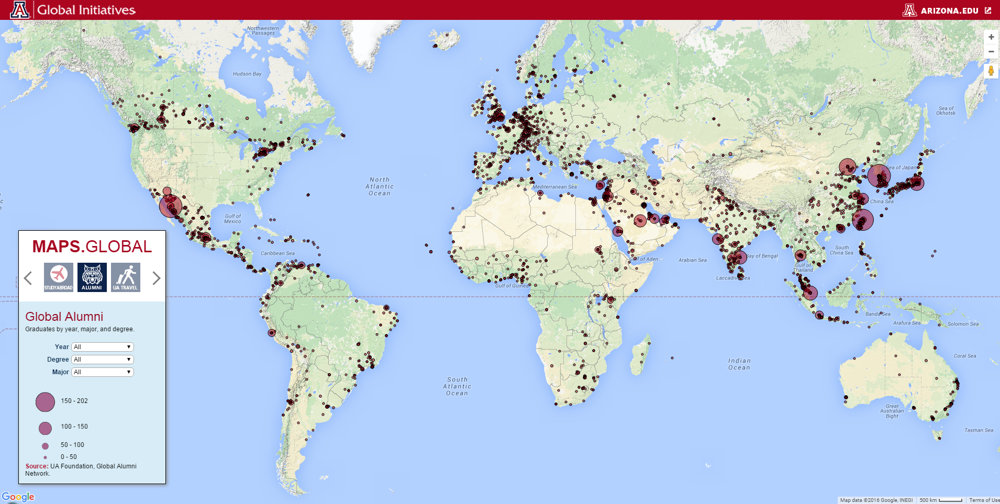 Global Initiatives
ARIZONA.EDU
Northwestern
Passages
Hudson Bay
Sea of
Okhotsk
Sea of Japan
North
Atlantic
Ocean
Mediterranean Sea
China Sea
Gulf of
Mexico
South
China Sea
Caribbean Sea
Gulf of Aden
Arabian Sea
Bay of Bengal
Gulf of
Thailand
Laccadive Sea
Gulf of Guinea
Banda Sea
Arafura Sea
Solomon Sea
Coral Sea
Indian
Ocean
South
Atlantic
Ocean
Great
Australian
Bight
Tasman Sea
MAPS.GLOBAL
STUDY ABROAD
ALUMNI
UA TRAVEL
Global Alumni
Graduates by year, major, and degree.
Year All
Degree All
Major All
150 - 202
100 - 150
50 - 100
0 - 50
Source: UA Foundation, Global Alumni
Network.
Google
Map data ©2016 Google, INEGI
500 km
Terms of Use